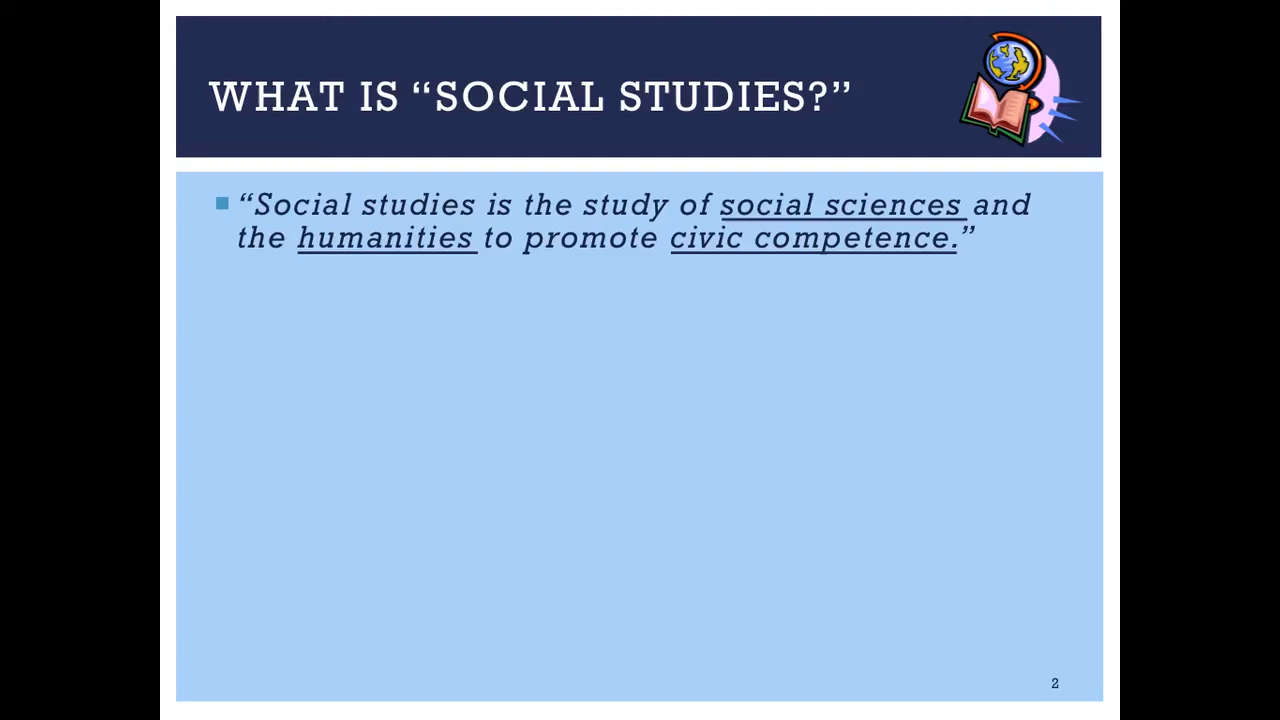 WHAT IS “SOCIAL STUDIES?”
“Social studies is the study of social sciences and
the humanities to promote civic competence.”
2